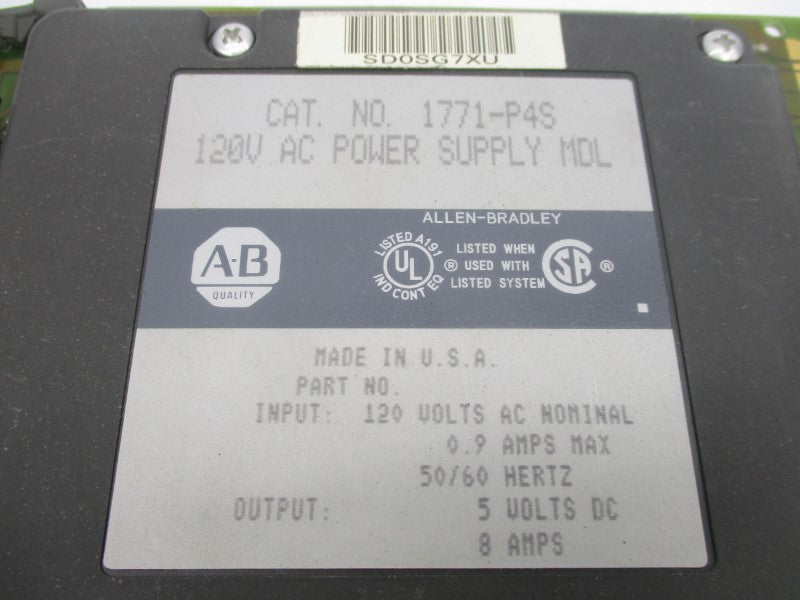 SD0SG7XU
CAT. NO. 1771-P4S
120V AC POWER SUPPLY MDL
ALLEN-BRADLEY
A-B
QUALITY
LISTED A191
UL
IND CONT EQ
®
LISTED WHEN
USED WITH
LISTED SYSTEM
SA
®
MADE IN U.S.A.
PART NO.
INPUT: 120 VOLTS AC NOMINAL
0.9 AMPS MAX
50/60 HERTZ
OUTPUT: 5 VOLTS DC
8 AMPS